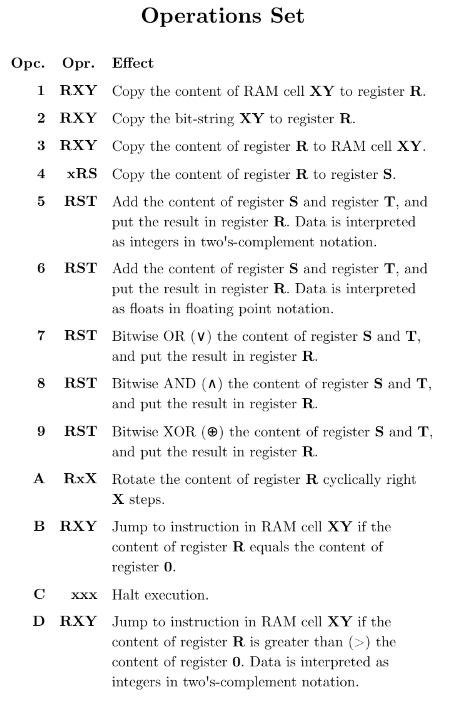 Operations Set
Opc. Opr. Effect
1 RXY Copy the content of RAM cell XY to register R.
2 RXY Copy the bit-string XY to register R.
3 RXY Copy the content of register R to RAM cell XY.
4 xRS Copy the content of register R to register S.
5 RST Add the content of register S and register T, and
put the result in register R. Data is interpreted
as integers in two's-complement notation.
6 RST Add the content of register S and register T, and
put the result in register R. Data is interpreted
as floats in floating point notation.
7 RST Bitwise OR (∨) the content of register S and T,
and put the result in register R.
8 RST Bitwise AND (∧) the content of register S and T,
and put the result in register R.
9 RST Bitwise XOR (⊕) the content of register S and T,
and put the result in register R.
A RxX Rotate the content of register R cyclically right
X steps.
B RXY Jump to instruction in RAM cell XY if the
content of register R equals the content of
register 0.
C xxx Halt execution.
D RXY Jump to instruction in RAM cell XY if the
content of register R is greater than (>) the
content of register 0. Data is interpreted as
integers in two's-complement notation.